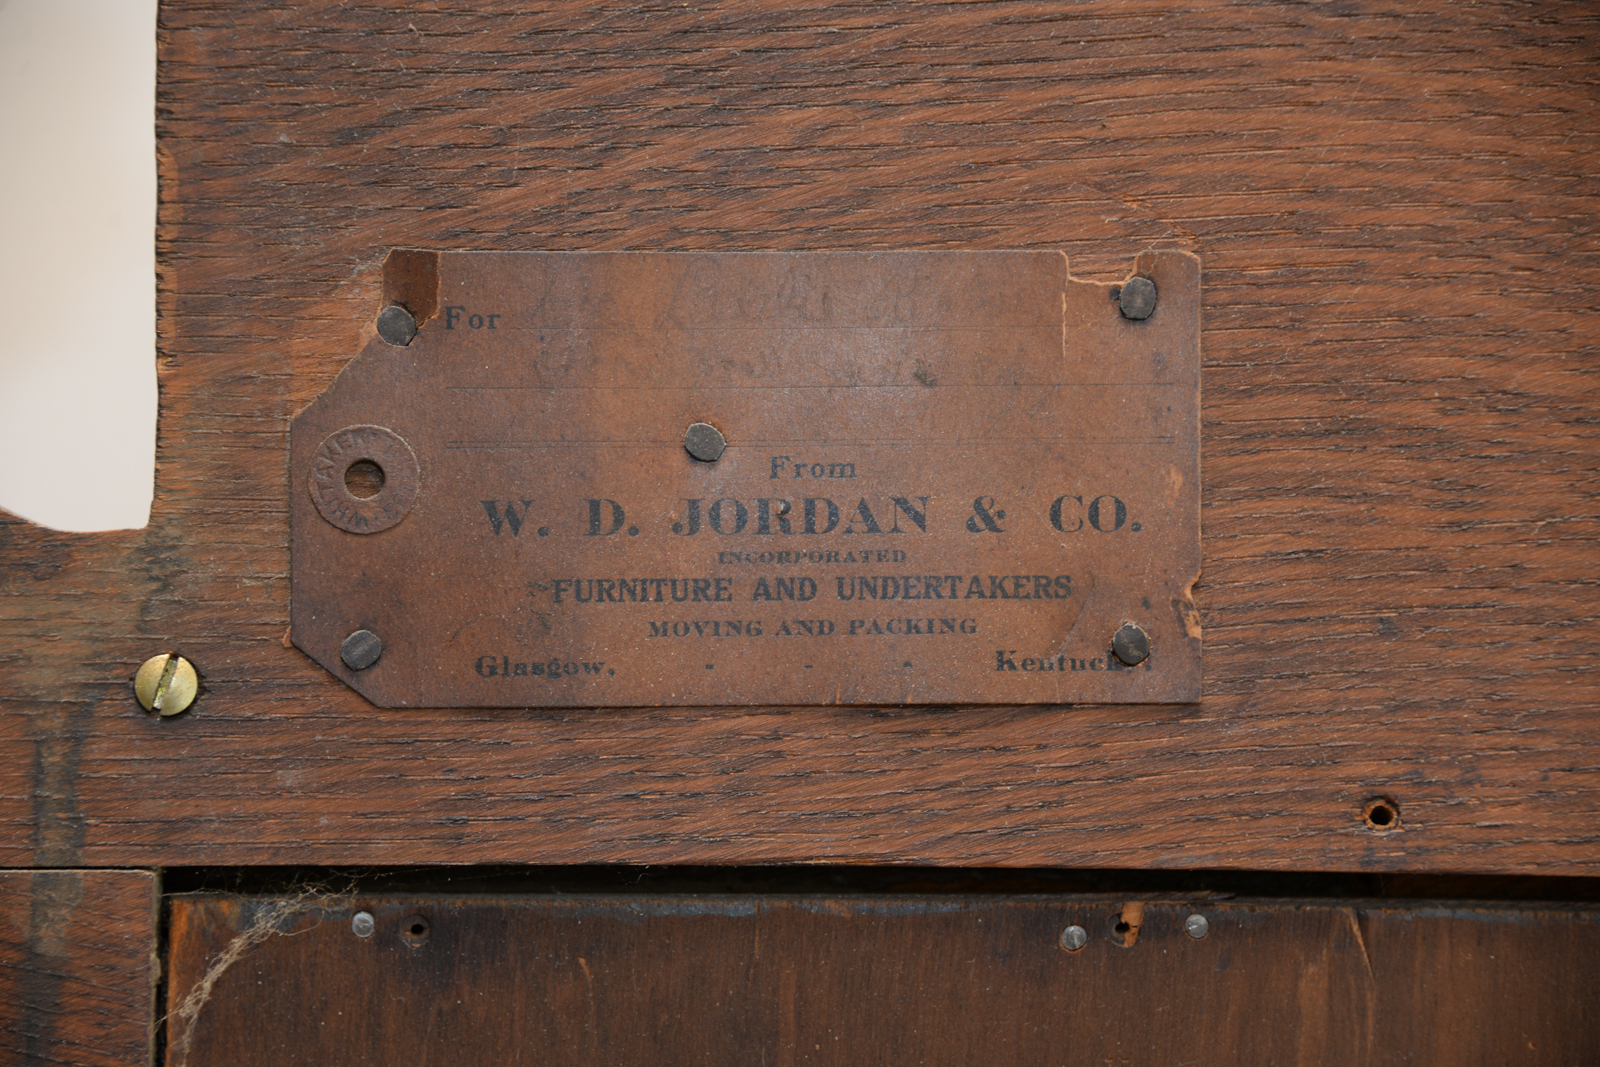 For
From
W. D. JORDAN & CO.
INCORPORATED
FURNITURE AND UNDERTAKERS
MOVING AND PACKING
Glasgow, - - - Kentucky.